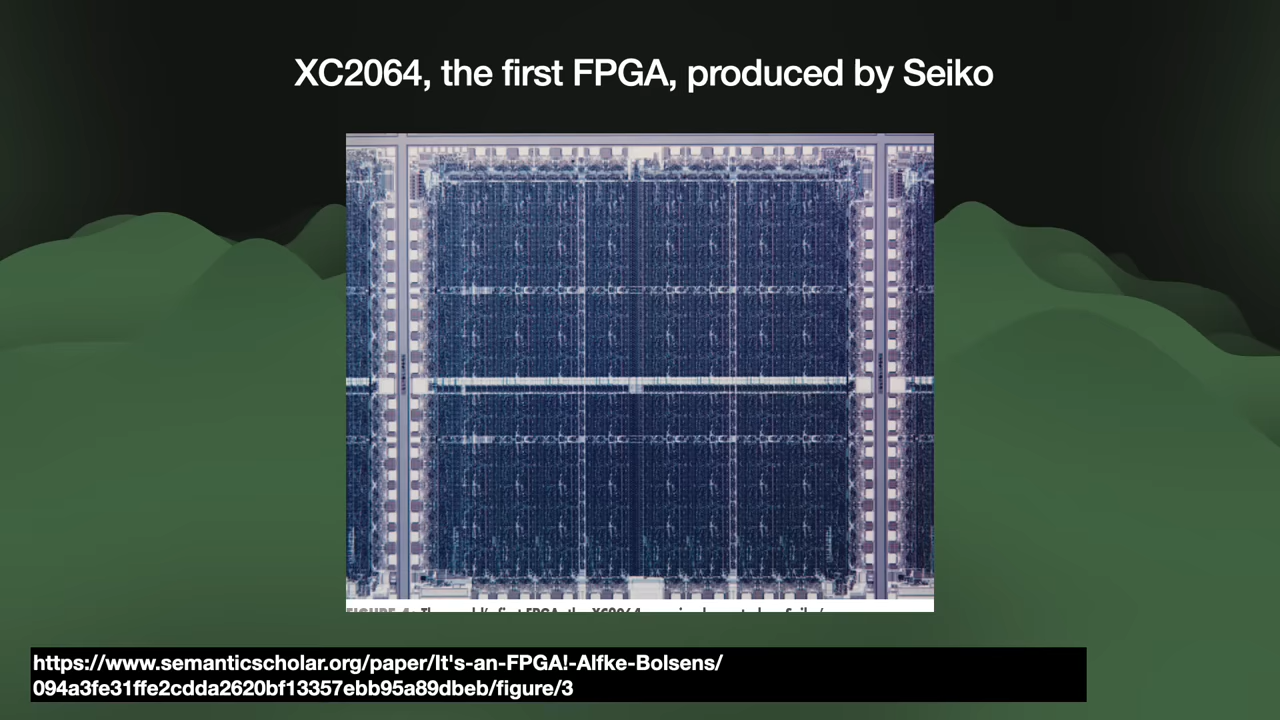 XC2064, the first FPGA, produced by Seiko
https://www.semanticscholar.org/paper/It's-an-FPGA!-Alfke-Bolsens/
094a3fe31ffe2cdda2620bf13357ebb95a89dbeb/figure/3